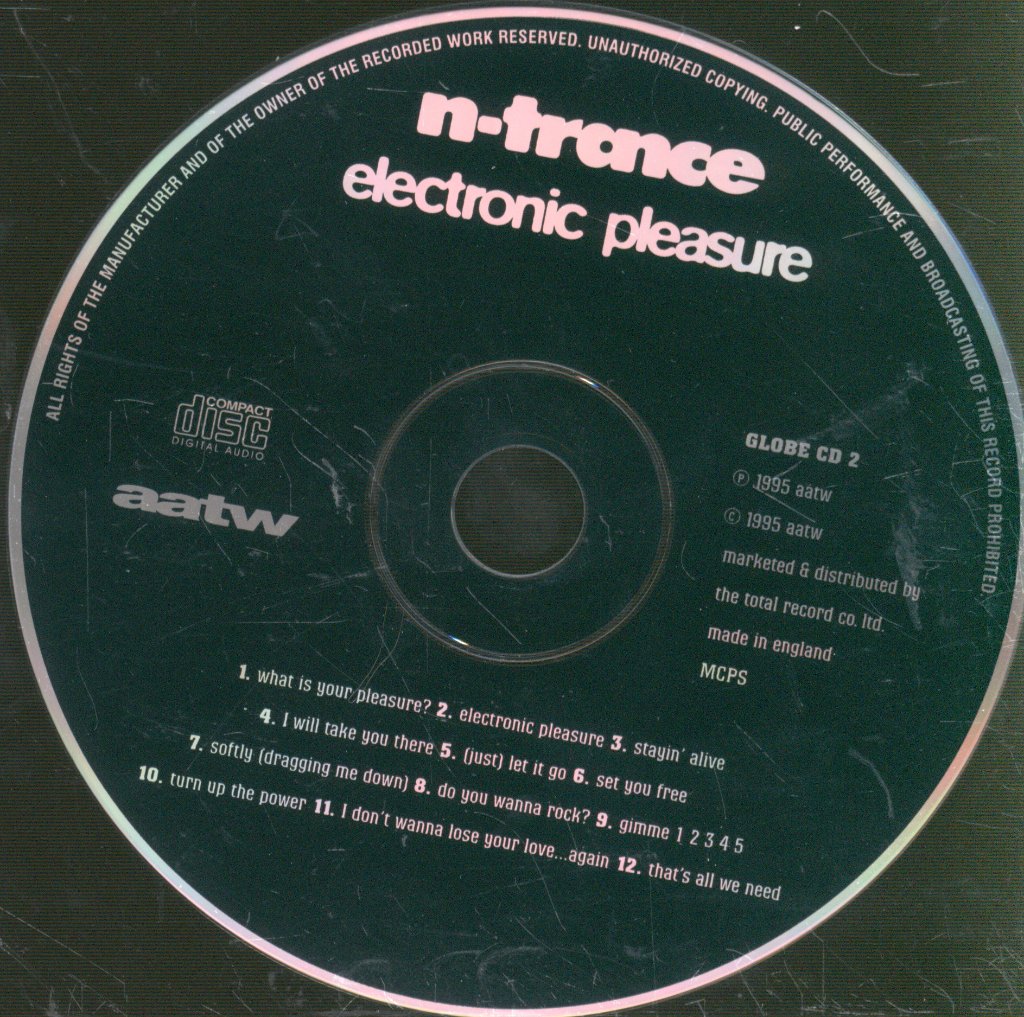 ALL RIGHTS OF THE MANUFACTURER AND OF THE OWNER OF THE RECORDED WORK RESERVED. UNAUTHORIZED COPYING. PUBLIC PERFORMANCE AND BROADCASTING OF THIS RECORD PROHIBITED.
n-trance
electronic pleasure
COMPACT
disc
DIGITAL AUDIO
aatw
GLOBE CD 2
℗ 1995 aatw
© 1995 aatw
marketed & distributed by
the total record co. ltd.
made in england
MCPS
1. what is your pleasure? 2. electronic pleasure 3. stayin' alive
4. I will take you there 5. (just) let it go 6. set you free
7. softly (dragging me down) 8. do you wanna rock? 9. gimme 1 2 3 4 5
10. turn up the power 11. I don't wanna lose your love...again 12. that's all we need